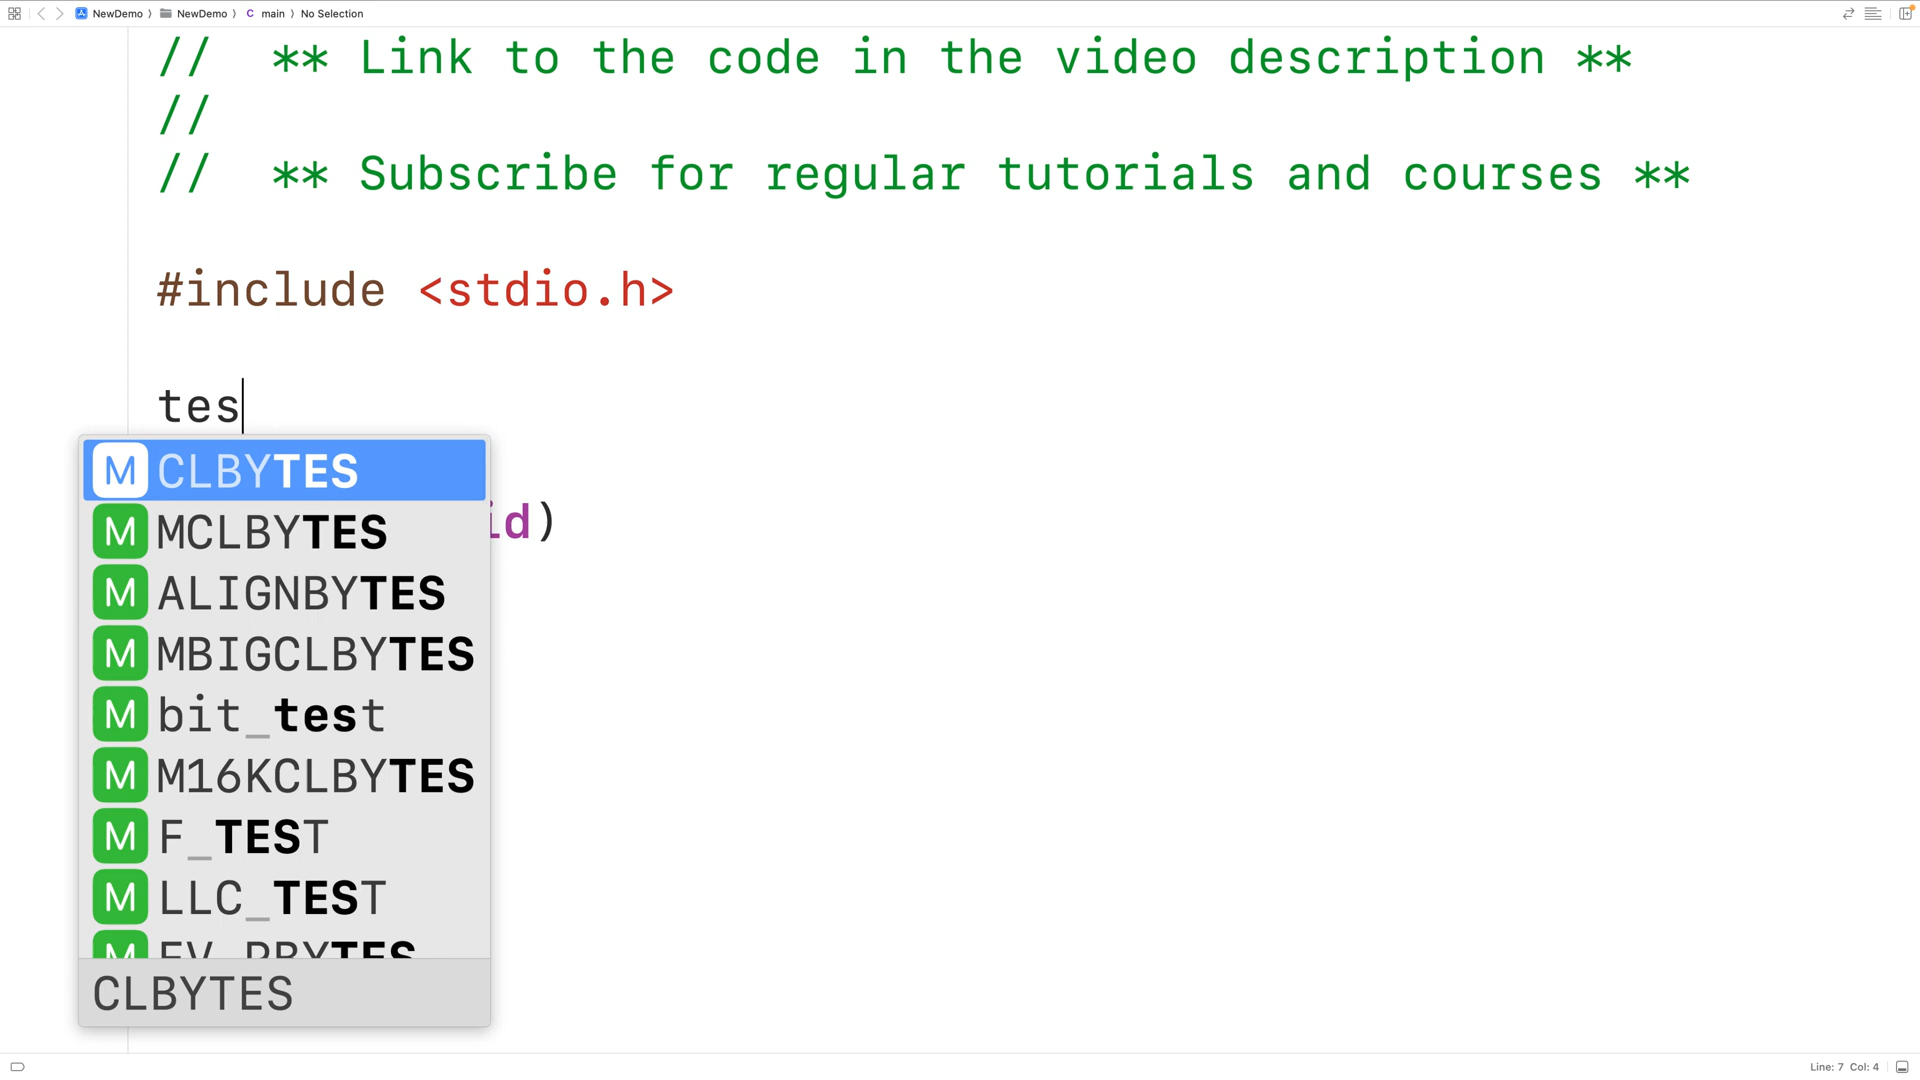 NewDemo NewDemo C main No Selection
// ** Link to the code in the video description **
//
// ** Subscribe for regular tutorials and courses **
#include <stdio.h>
tes
id)
M CLBYTES
M MCLBYTES
M ALIGNBYTES
M MBIGCLBYTES
M bit_test
M M16KCLBYTES
M F_TEST
M LLC_TEST
CLBYTES
Line: 7 Col: 4